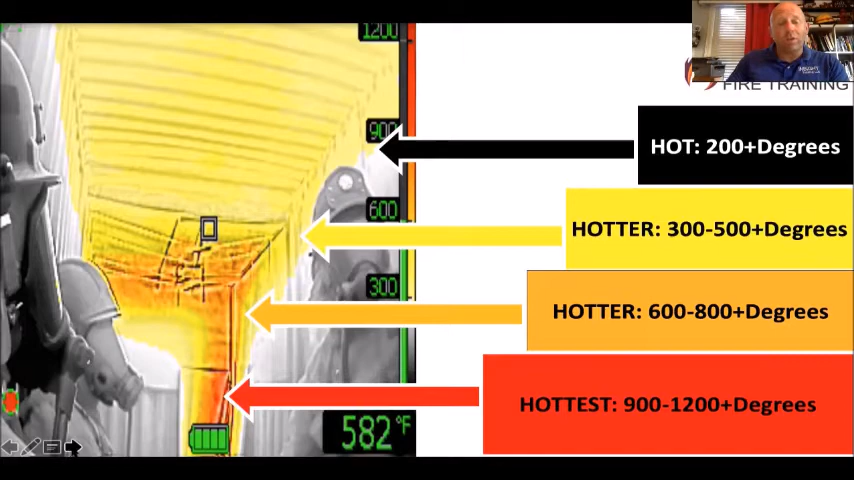 1200
900
600
300
582°F
FIRE TRAINING
HOT: 200+Degrees
HOTTER: 300-500+Degrees
HOTTER: 600-800+Degrees
HOTTEST: 900-1200+Degrees